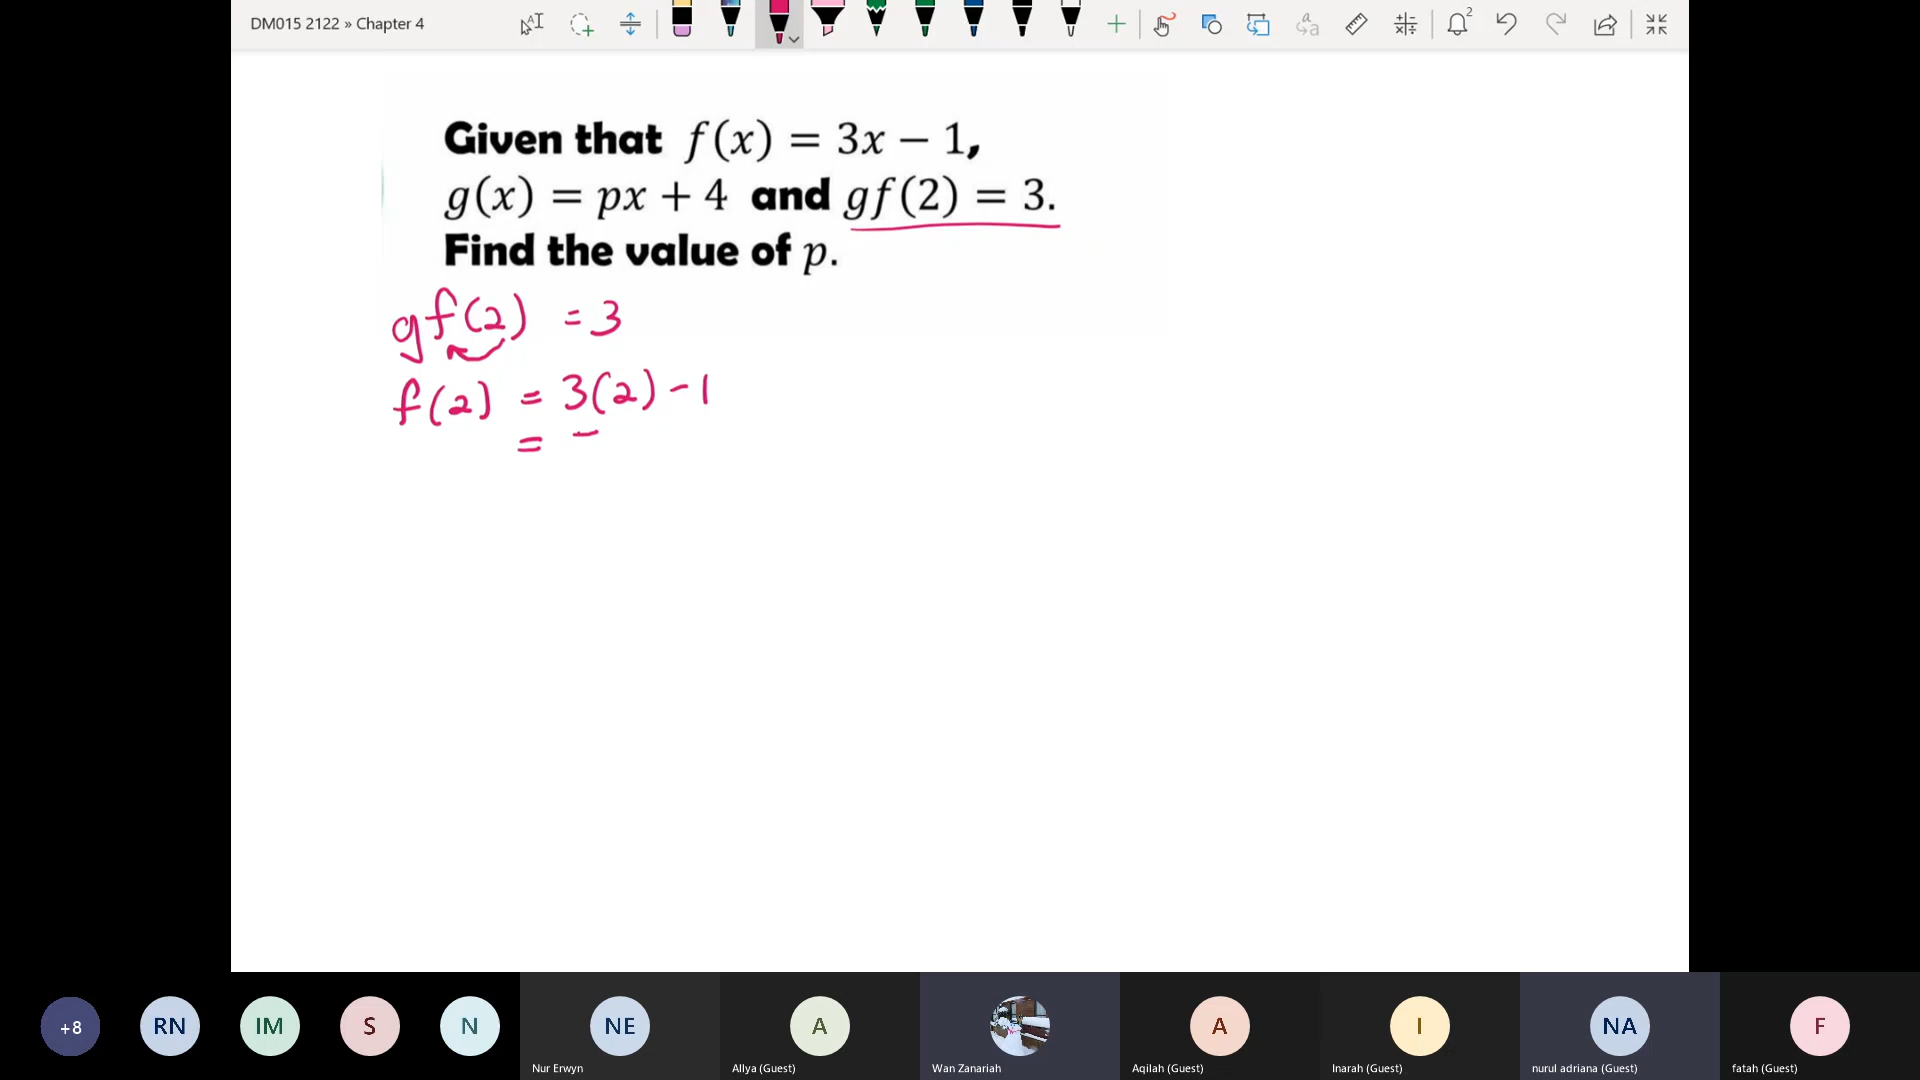 DM015 2122 » Chapter 4
2
Given that f(x) = 3x − 1,
g(x) = px + 4 and gf(2) = 3.
Find the value of p.
gf(2) = 3
f(2) = 3(2) - 1
=
+8
RN
IM
S
N
NE
A
A
I
NA
F
Nur Erwyn
Allya (Guest)
Wan Zanariah
Aqilah (Guest)
Inarah (Guest)
nurul adriana (Guest)
fatah (Guest)